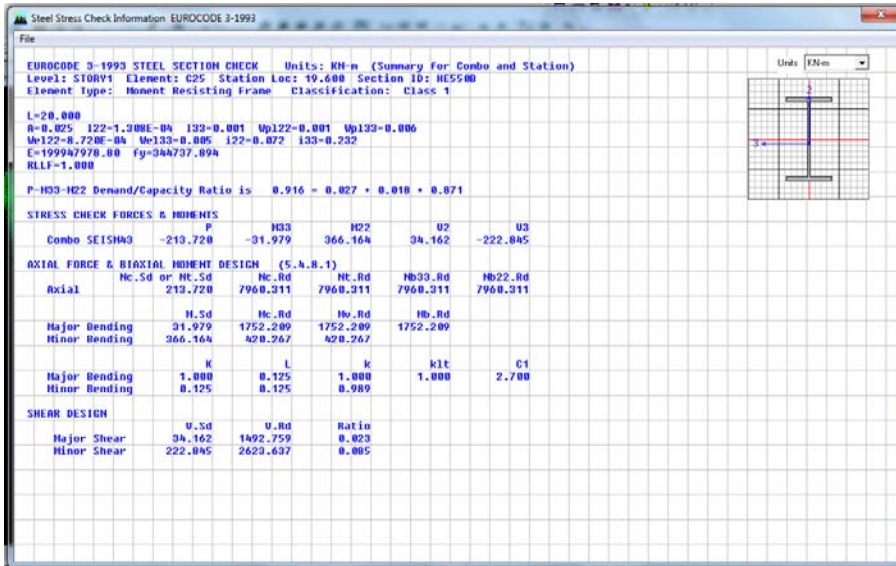 Steel Stress Check Information EUROCODE 3-1993
File
EUROCODE 3-1993 STEEL SECTION CHECK Units: KN-m (Summary for Combo and Station)
Level: STORY1 Element: C25 Station Loc: 19.600 Section ID: HE550B
Element Type: Moment Resisting Frame Classification: Class 1
L=20.000
A=0.025 I22=1.308E-04 I33=0.001 Wpl22=0.001 Wpl33=0.006
Wel22=8.720E-04 Wel33=0.005 i22=0.072 i33=0.232
E=199947978.80 fy=344737.894
RLLF=1.000
P-M33-M22 Demand/Capacity Ratio is 0.916 = 0.027 + 0.018 + 0.871
STRESS CHECK FORCES & MOMENTS
P M33 M22 V2 V3
Combo SEISM43 -213.720 -31.979 366.164 34.162 -222.845
AXIAL FORCE & BIAXIAL MOMENT DESIGN (5.4.8.1)
Nc.Sd or Nt.Sd Nc.Rd Nt.Rd Nb33.Rd Nb22.Rd
Axial 213.720 7960.311 7960.311 7960.311 7960.311
M.Sd Mc.Rd Mv.Rd Mb.Rd
Major Bending 31.979 1752.209 1752.209 1752.209
Minor Bending 366.164 420.267 420.267
K L k klt C1
Major Bending 1.000 0.125 1.000 1.000 2.700
Minor Bending 0.125 0.125 0.989
SHEAR DESIGN
V.Sd V.Rd Ratio
Major Shear 34.162 1492.759 0.023
Minor Shear 222.845 2623.637 0.085
Units KN-m
2
3